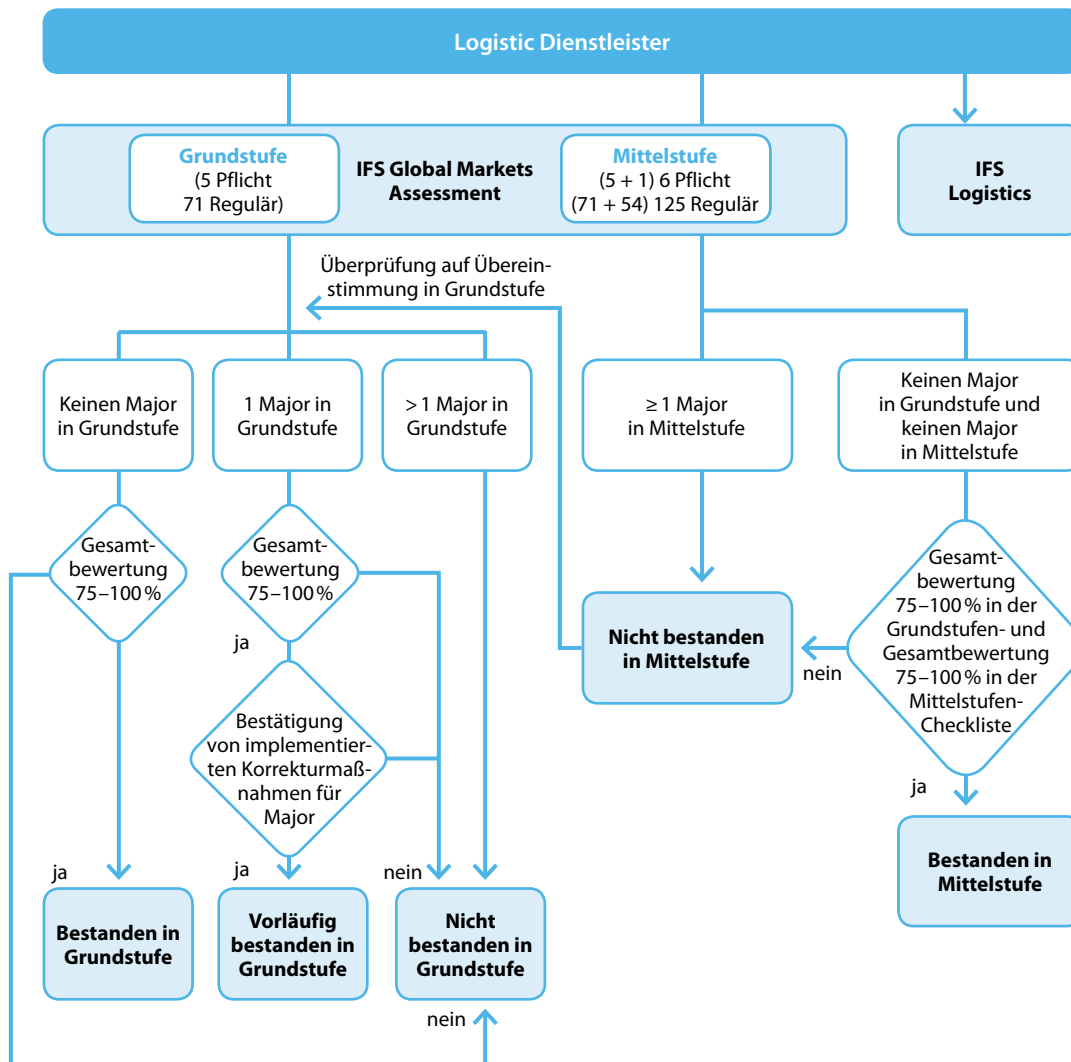 Logistic Dienstleister
Grundstufe
(5 Pflicht
71 Regulär)
IFS Global Markets
Assessment
Mittelstufe
(5 + 1) 6 Pflicht
(71 + 54) 125 Regulär
IFS
Logistics
Überprüfung auf Überein-
stimmung in Grundstufe
Keinen Major
in Grundstufe
1 Major in
Grundstufe
> 1 Major in
Grundstufe
≥ 1 Major
in Mittelstufe
Keinen Major
in Grundstufe und
keinen Major
in Mittelstufe
Gesamt-
bewertung
75–100 %
Gesamt-
bewertung
75–100 %
ja
Nicht bestanden
in Mittelstufe
nein
Gesamt-
bewertung
75–100 % in der
Grundstufen- und
Gesamtbewertung
75–100 % in der
Mittelstufen-
Checkliste
Bestätigung
von implementier-
ten Korrekturmaß-
nahmen für
Major
ja
Bestanden in
Mittelstufe
ja
ja
nein
Bestanden in
Grundstufe
Vorläufig
bestanden in
Grundstufe
Nicht
bestanden in
Grundstufe
nein